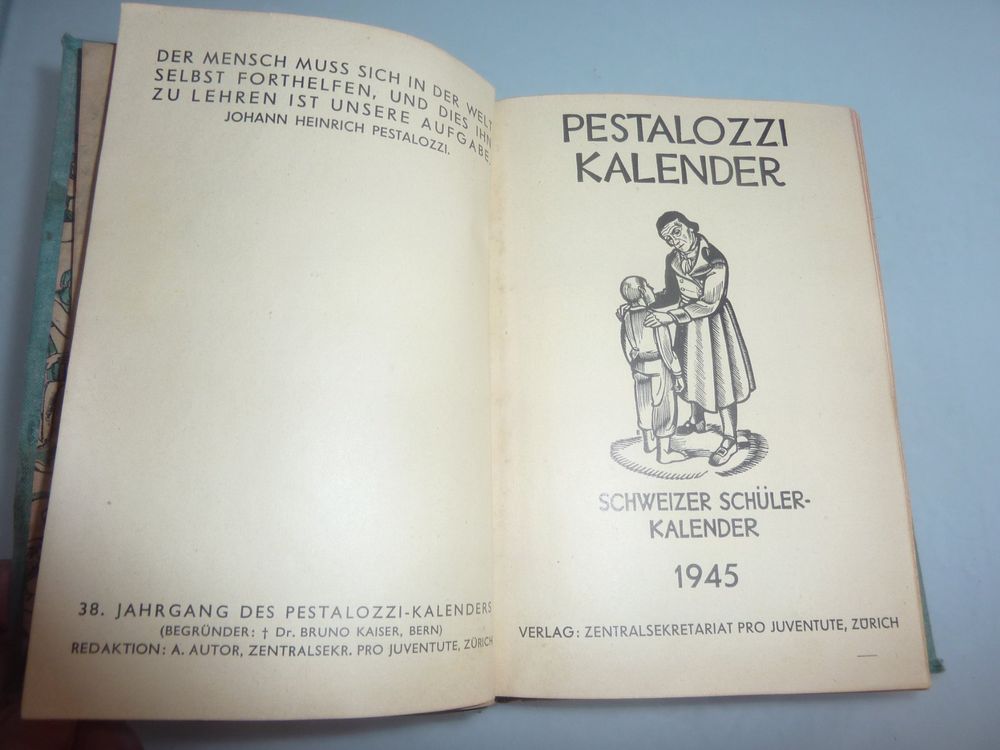 DER MENSCH MUSS SICH IN DER WELT
SELBST FORTHELFEN, UND DIES IHN
ZU LEHREN IST UNSERE AUFGABE.
JOHANN HEINRICH PESTALOZZI.
38. JAHRGANG DES PESTALOZZI-KALENDERS
(BEGRÜNDER: † Dr. BRUNO KAISER, BERN)
REDAKTION: A. AUTOR, ZENTRALSEKR. PRO JUVENTUTE, ZÜRICH
PESTALOZZI
KALENDER
SCHWEIZER SCHÜLER-
KALENDER
1945
VERLAG: ZENTRALSEKRETARIAT PRO JUVENTUTE, ZÜRICH